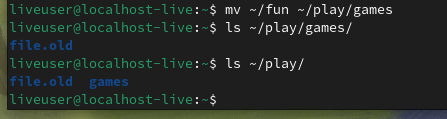 liveuser@localhost-live:~$ mv ~/fun ~/play/games
liveuser@localhost-live:~$ ls ~/play/games/
file.old
liveuser@localhost-live:~$ ls ~/play/
file.old  games
liveuser@localhost-live:~$